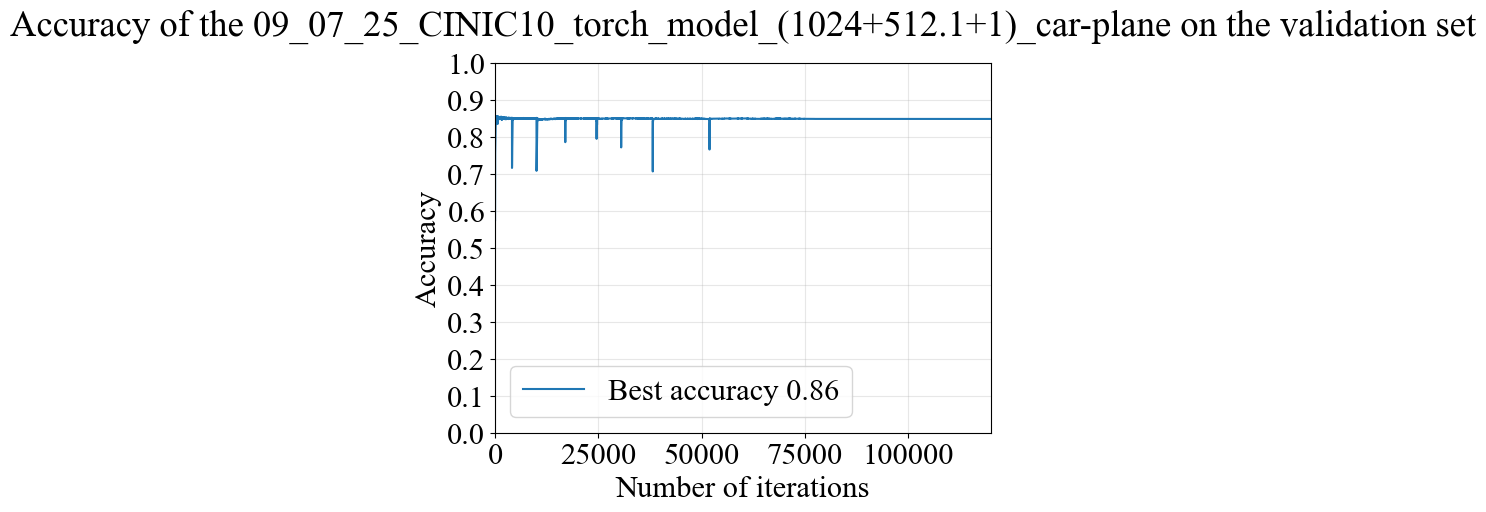 Accuracy of the 09_07_25_CINIC10_torch_model_(1024+512.1+1)_car-plane on the validation set
1.0
0.9
0.8
0.7
0.6
0.5
0.4
0.3
0.2
0.1
0.0
Accuracy
Best accuracy 0.86
0 25000 50000 75000 100000
Number of iterations